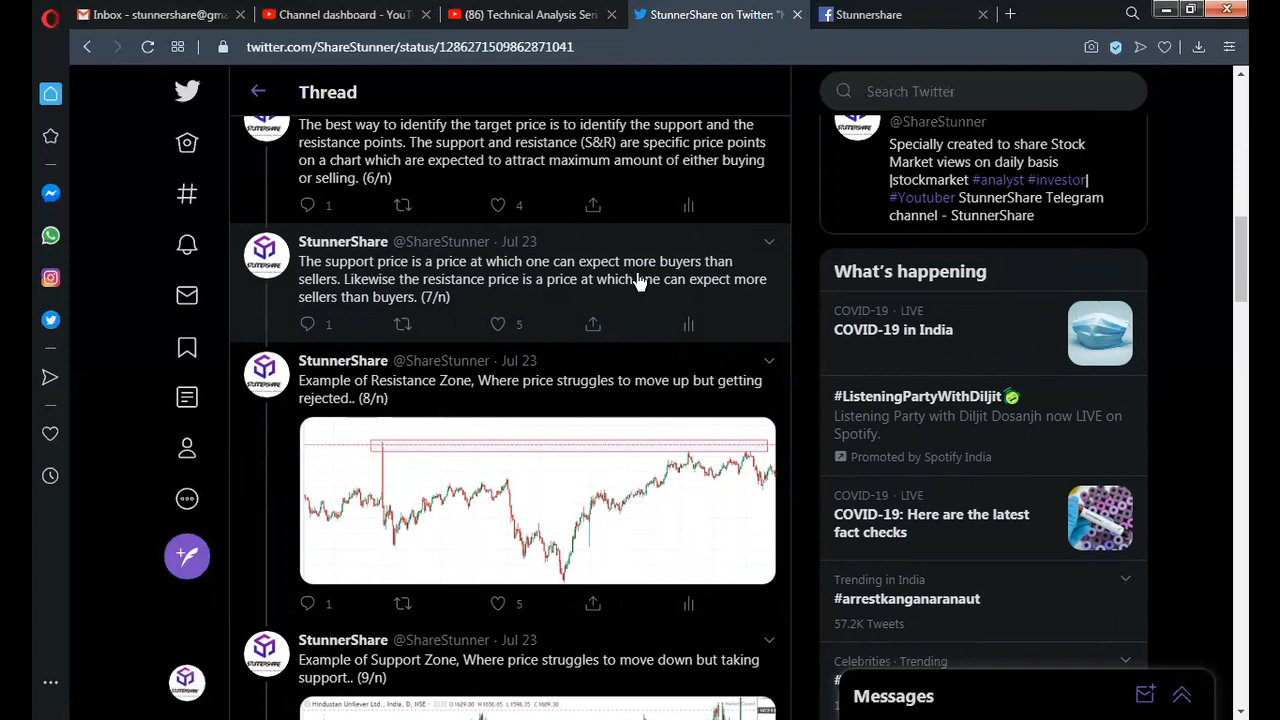 Inbox - stunnershare@gma
Channel dashboard - YouT
(86) Technical Analysis Seri
StunnerShare on Twitter: "H
Stunnershare
twitter.com/ShareStunner/status/1286271509862871041
Thread
Search Twitter
The best way to identify the target price is to identify the support and the
resistance points. The support and resistance (S&R) are specific price points
on a chart which are expected to attract maximum amount of either buying
or selling. (6/n)
1
4
StunnerShare @ShareStunner · Jul 23
The support price is a price at which one can expect more buyers than
sellers. Likewise the resistance price is a price at which one can expect more
sellers than buyers. (7/n)
1
5
StunnerShare @ShareStunner · Jul 23
Example of Resistance Zone, Where price struggles to move up but getting
rejected.. (8/n)
1
5
StunnerShare @ShareStunner · Jul 23
Example of Support Zone, Where price struggles to move down but taking
support.. (9/n)
Hindustan Unilever Ltd., India, D, NSE
@ShareStunner
Specially created to share Stock
Market views on daily basis
|stockmarket #analyst #investor|
#Youtuber StunnerShare Telegram
channel - StunnerShare
What's happening
COVID-19 · LIVE
COVID-19 in India
#ListeningPartyWithDiljit
Listening Party with Diljit Dosanjh now LIVE on
Spotify.
Promoted by Spotify India
COVID-19 · LIVE
COVID-19: Here are the latest
fact checks
Trending in India
#arrestkanganaranaut
57.2K Tweets
Celebrities · Trending
Messages